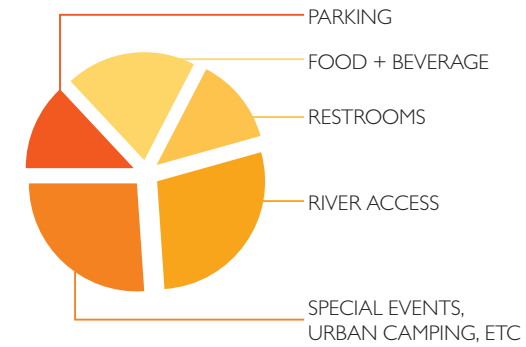 PARKING
FOOD + BEVERAGE
RESTROOMS
RIVER ACCESS
SPECIAL EVENTS,
URBAN CAMPING, ETC